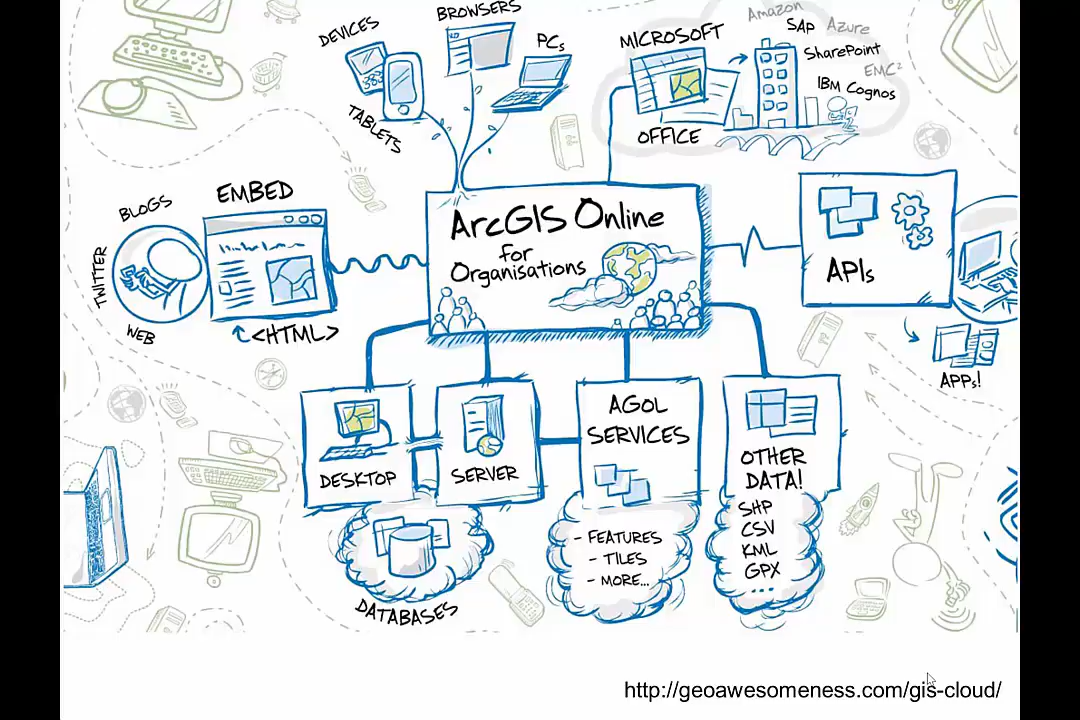 DEVICES
BROWSERS
PCs
TABLETS
MICROSOFT
OFFICE
Amazon
SAP Azure
SharePoint
EMC²
IBM Cognos
BLOGS
TWITTER
WEB
EMBED
<HTML>
ArcGIS Online
for
Organisations
APIs
APPs!
DESKTOP
SERVER
DATABASES
AGOL
SERVICES
- FEATURES
- TILES
- MORE...
OTHER
DATA!
SHP
CSV
KML
GPX
...
http://geoawesomeness.com/gis-cloud/